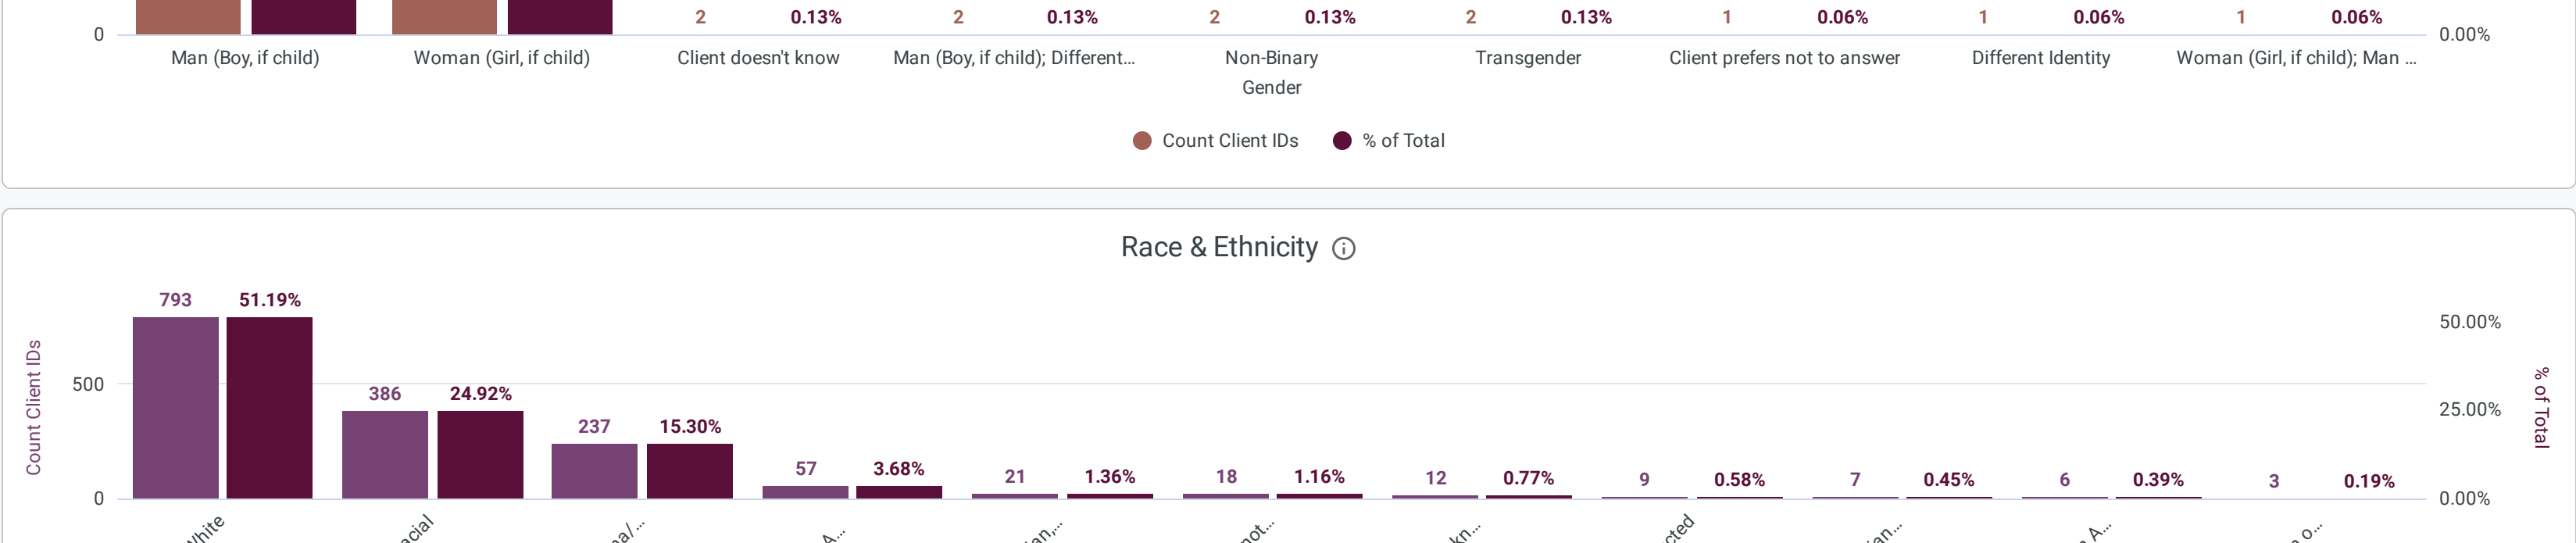 2 0.13% 2 0.13% 2 0.13% 2 0.13% 1 0.06% 1 0.06% 1 0.06%
0 0.00%
Man (Boy, if child) Woman (Girl, if child) Client doesn't know Man (Boy, if child); Different... Non-Binary Transgender Client prefers not to answer Different Identity Woman (Girl, if child); Man ...
Gender
Count Client IDs % of Total
Race & Ethnicity
793 51.19%
50.00%
Count Client IDs
% of Total
500
386 24.92%
25.00%
237 15.30%
57 3.68% 21 1.36% 18 1.16% 12 0.77% 9 0.58% 7 0.45% 6 0.39% 3 0.19%
0 0.00%
White